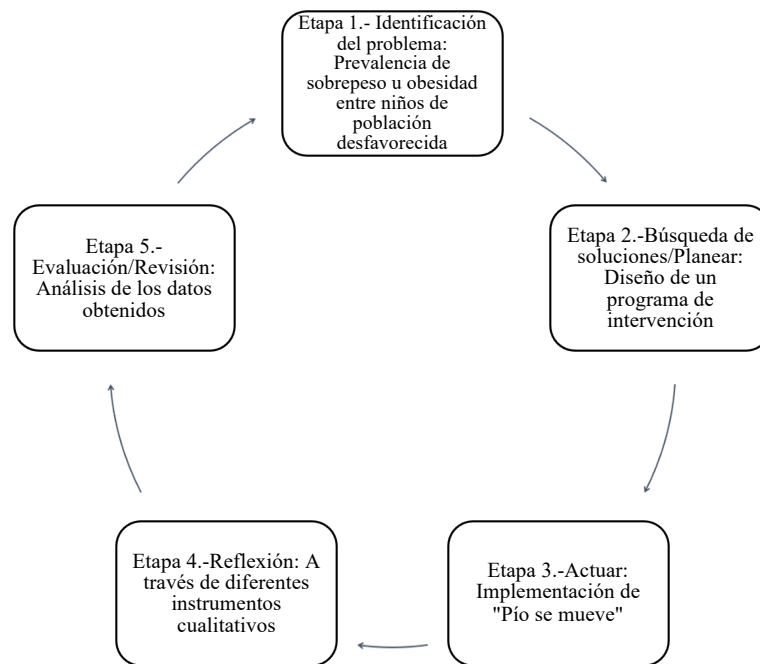 Etapa 1.- Identificación
del problema:
Prevalencia de
sobrepeso u obesidad
entre niños de
población
desfavorecida
Etapa 2.-Búsqueda de
soluciones/Planear:
Diseño de un
programa de
intervención
Etapa 3.-Actuar:
Implementación de
"Pío se mueve"
Etapa 4.-Reflexión: A
través de diferentes
instrumentos
cualitativos
Etapa 5.-
Evaluación/Revisión:
Análisis de los datos
obtenidos